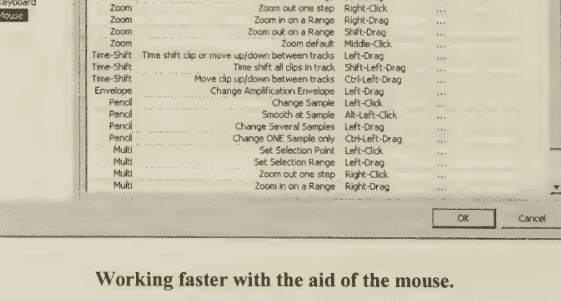 Keyboard
Mouse
Zoom Zoom out one step Right-Click ...
Zoom Zoom in on a Range Right-Drag ...
Zoom Zoom out on a Range Shift-Drag ...
Zoom Zoom default Middle-Click ...
Time-Shift Time shift clip or move up/down between tracks Left-Drag ...
Time-Shift Time shift all clips in track Shift-Left-Drag ...
Time-Shift Move clip up/down between tracks Ctrl-Left-Drag ...
Envelope Change Amplification Envelope Left-Drag ...
Pencil Change Sample Left-Click ...
Pencil Smooth at Sample Alt-Left-Click ...
Pencil Change Several Samples Left-Drag ...
Pencil Change ONE Sample only Ctrl-Left-Drag ...
Multi Set Selection Point Left-Click ...
Multi Set Selection Range Left-Drag ...
Multi Zoom out one step Right-Click ...
Multi Zoom in on a Range Right-Drag ...
OK Cancel
Working faster with the aid of the mouse.